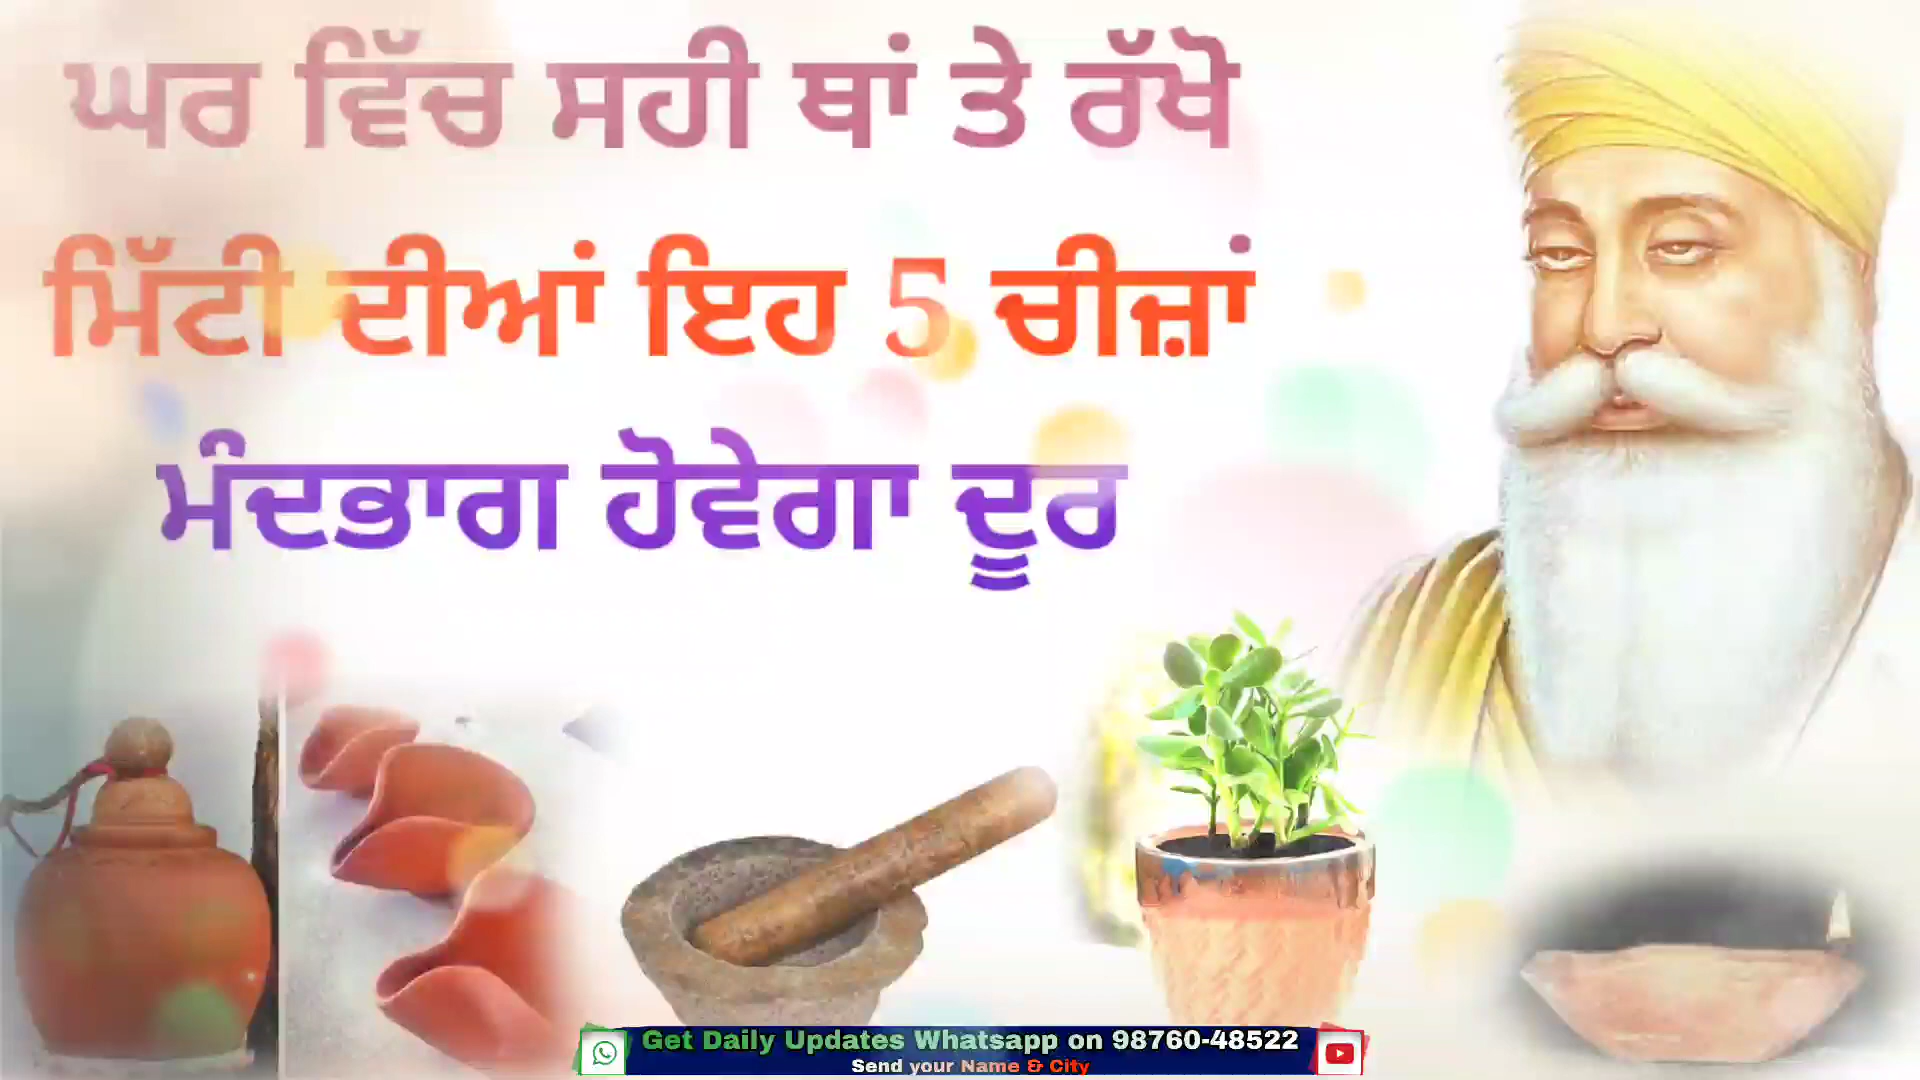 ਘਰ ਵਿੱਚ ਸਹੀ ਥਾਂ ਤੇ ਰੱਖੋ
ਮਿੱਟੀ ਦੀਆਂ ਇਹ 5 ਚੀਜ਼ਾਂ
ਮੰਦਭਾਗ ਹੋਵੇਗਾ ਦੂਰ
Get Daily Updates Whatsapp on 98760-48522
Send your Name & City